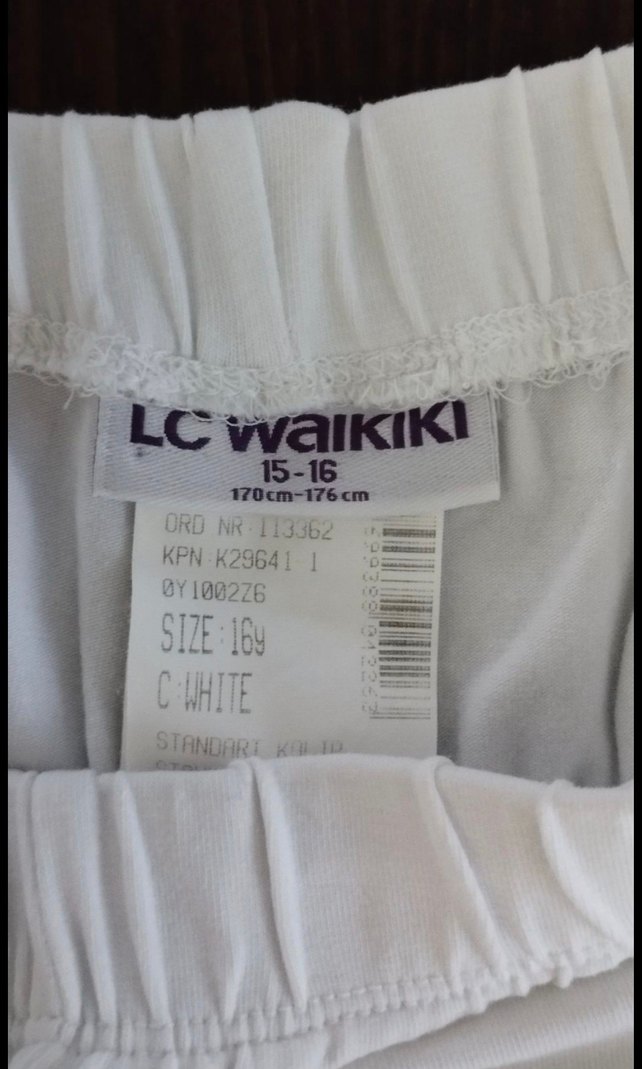 LC Waikiki
15-16
170cm-176cm
ORD NR:113362
KPN:K29641 1
0Y1002Z6
SIZE:16y
C:WHITE
STANDART KALIP